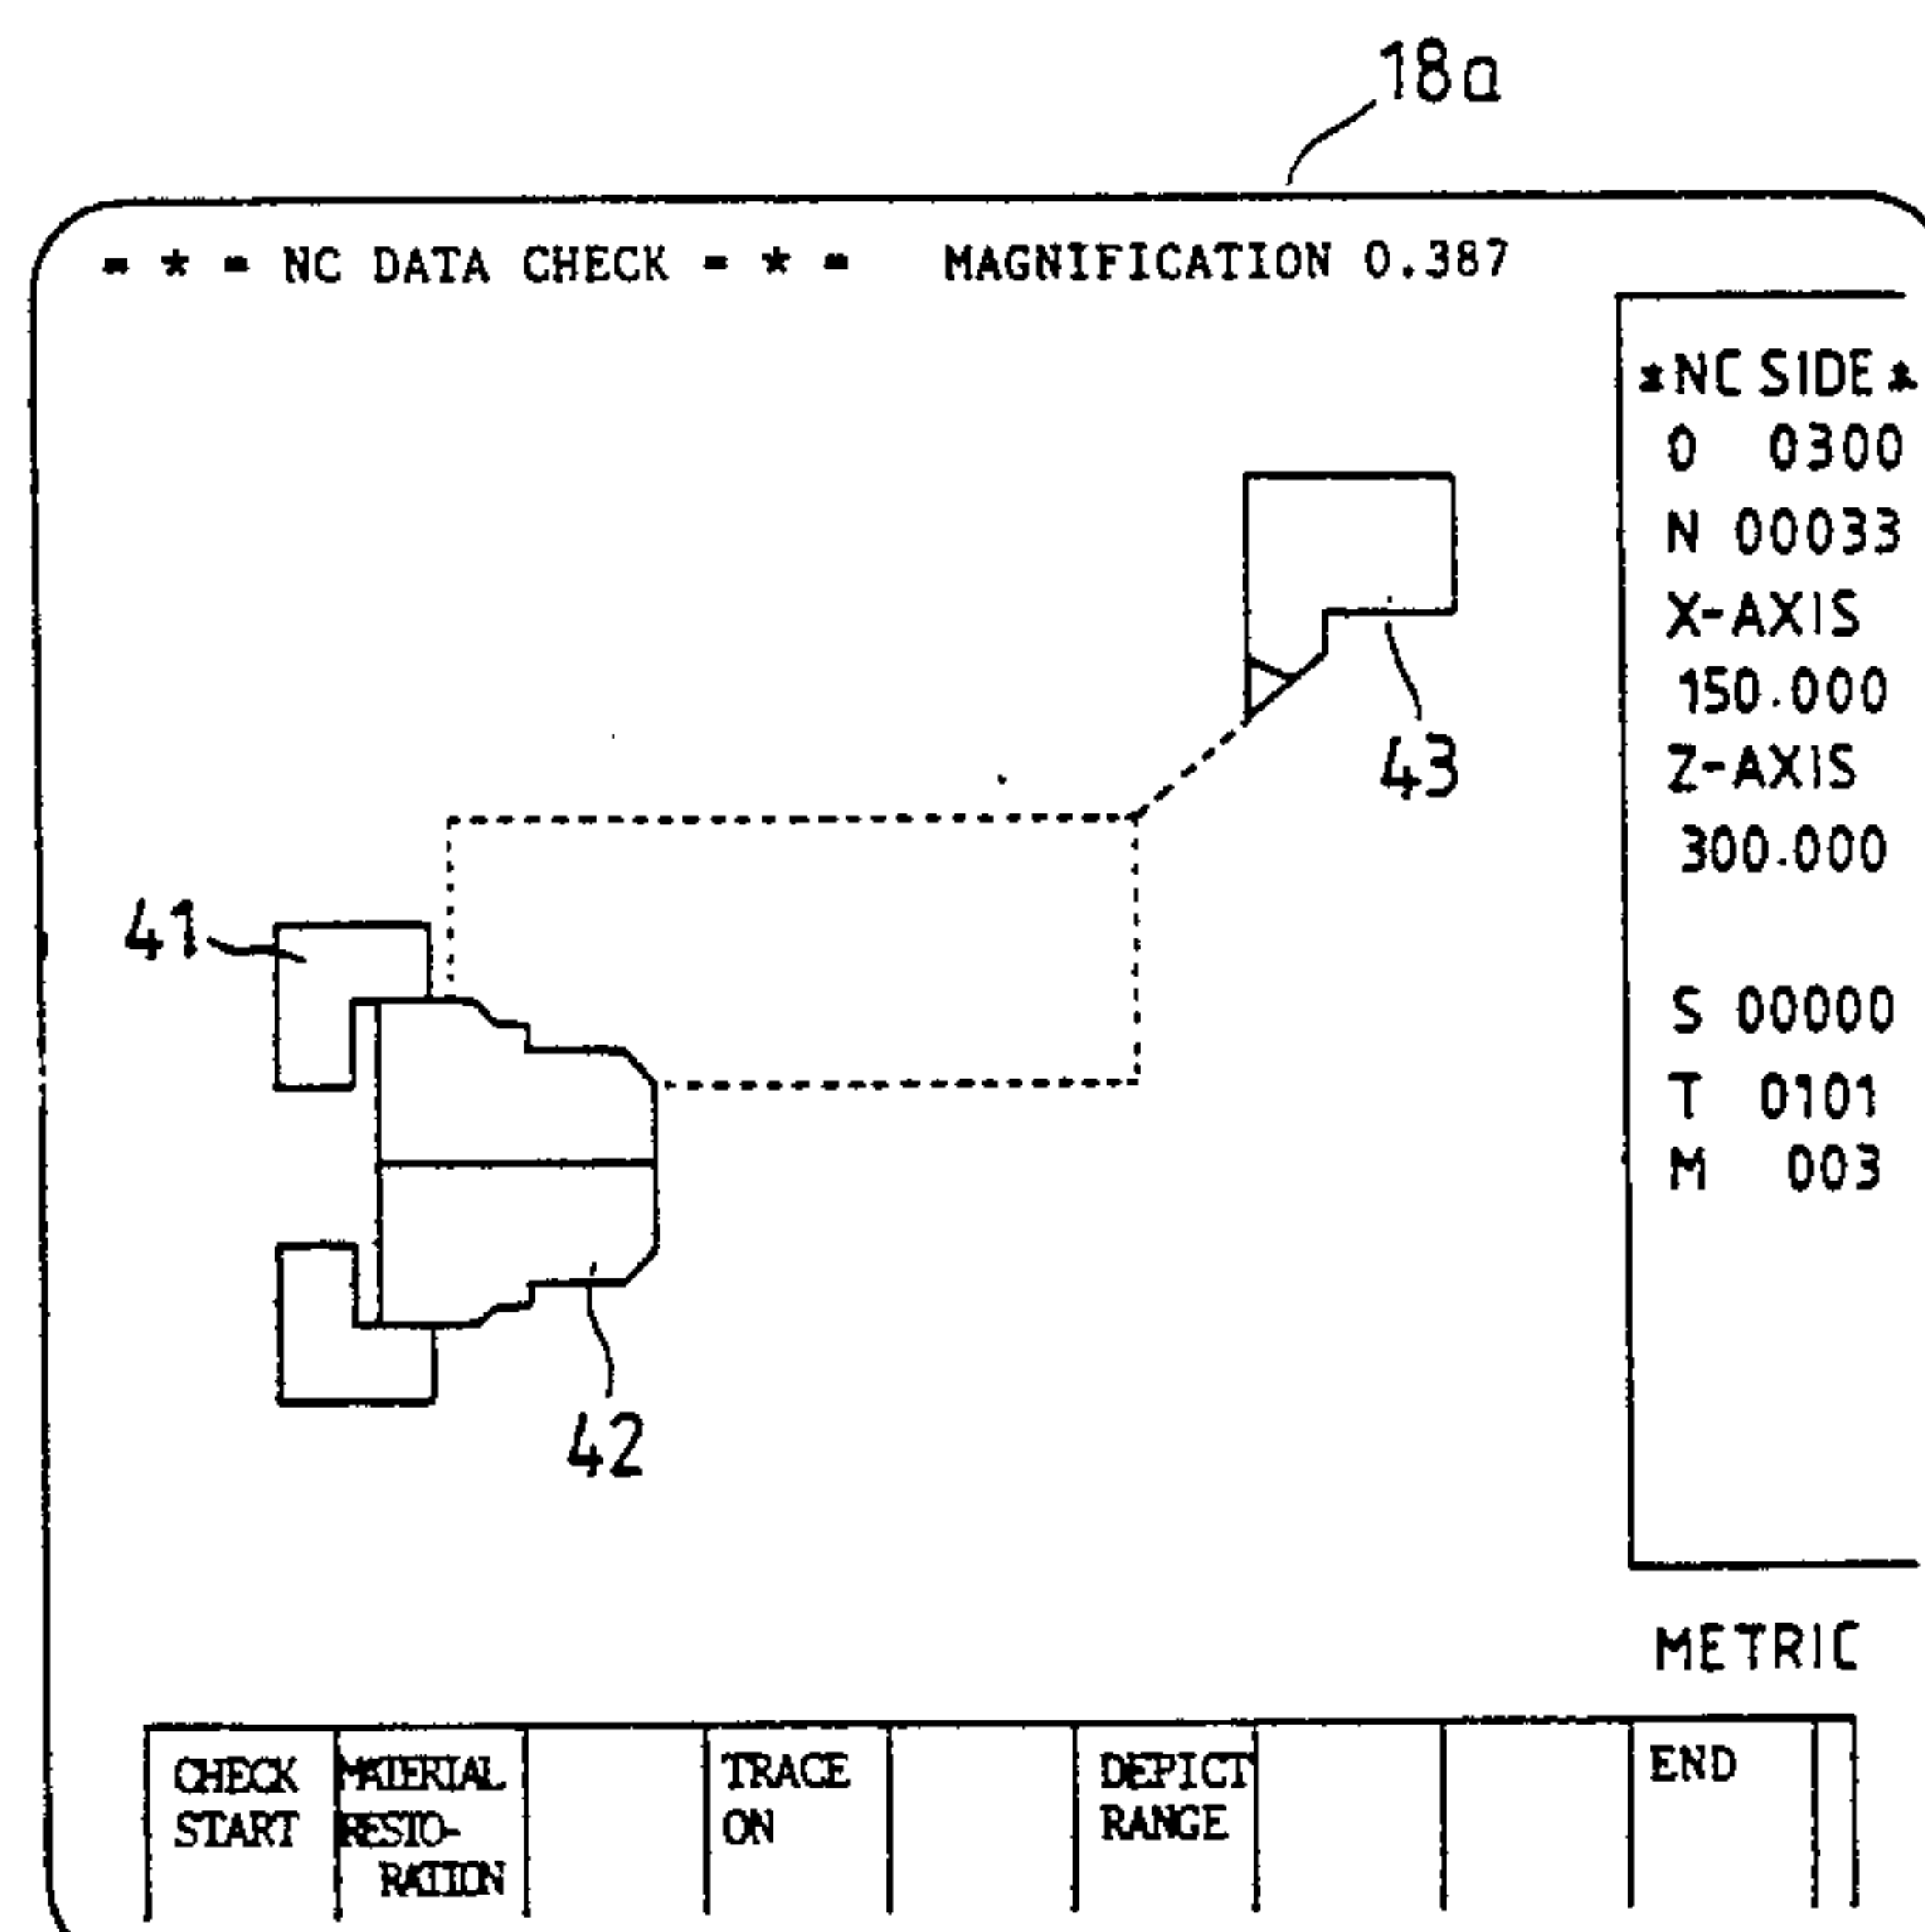 18a
- * - NC DATA CHECK - * - MAGNIFICATION 0.387
*NC SIDE*
O 0300
N 00033
X-AXIS
150.000
Z-AXIS
300.000
S 00000
T 0101
M 003
43
41
42
METRIC
CHECK
START
MATERIAL
RESTO-
RATION
TRACE
ON
DEPICT
RANGE
END